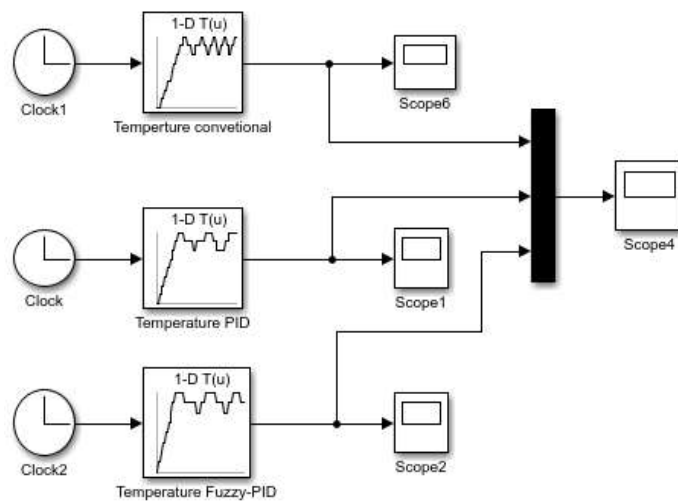 1-D T(u)
Clock1
Temperture convetional
Scope6
1-D T(u)
Scope4
Clock
Temperature PID
Scope1
1-D T(u)
Clock2
Temperature Fuzzy-PID
Scope2